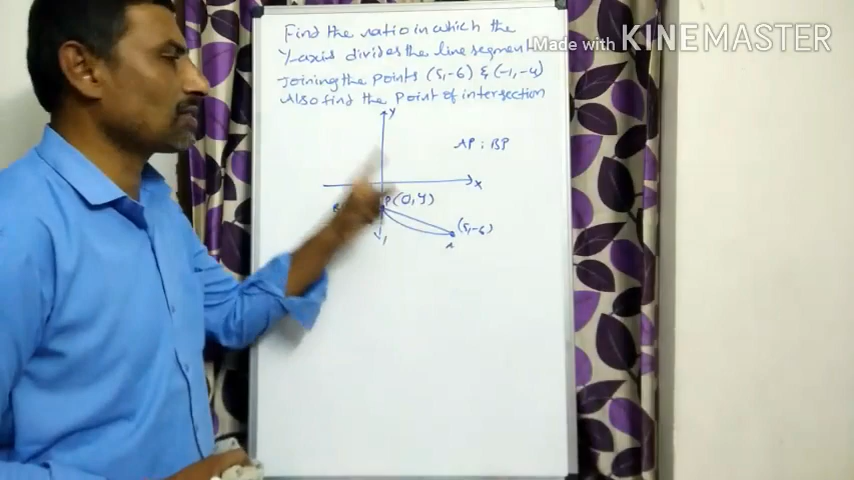 Find the ratio in which the
Y-axis divides the line segment
Joining the points (5,-6) & (-1,-4)
Also find the point of intersection
Made with KINEMASTER
Y
AP : BP
X
P(0,Y)
(5,-6)
A